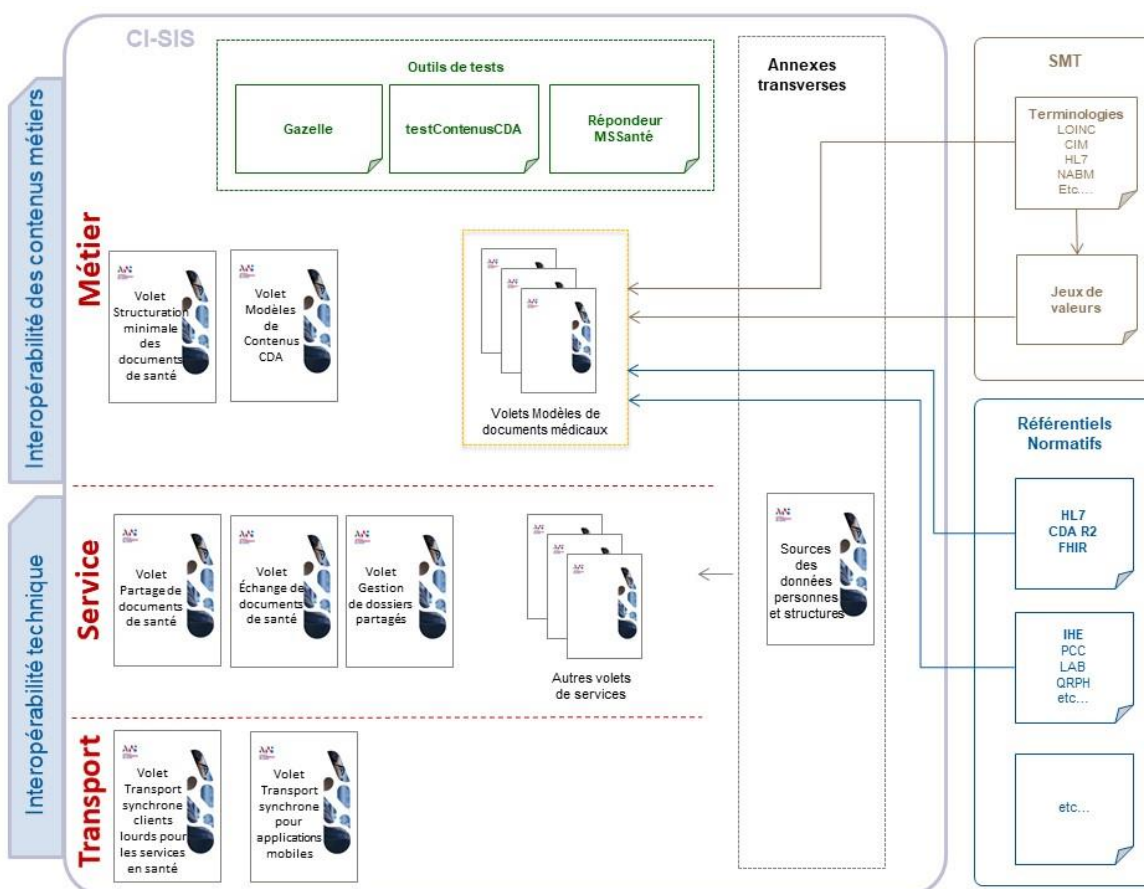 CI-SIS
Interopérabilité des contenus métiers
Interopérabilité technique
Outils de tests
Gazelle
testContenusCDA
Répondeur
MSSanté
Annexes
transverses
SMT
Terminologies
LOINC
CIM
HL7
NABM
Etc....
Jeux de
valeurs
Métier
Volet
Structuration
minimale
des
documents
de santé
Volet
Modèles
de
Contenus
CDA
Volets Modèles de
documents médicaux
Référentiels
Normatifs
HL7
CDA R2
FHIR
IHE
PCC
LAB
QRPH
etc...
etc...
Service
Volet
Partage de
documents
de santé
Volet
Échange de
documents
de santé
Volet
Gestion
de dossiers
partagés
Autres volets
de services
Sources
des
données
personnes
et structures
Transport
Volet
Transport
synchrone
clients
lourds pour
les services
en santé
Volet
Transport
synchrone
pour
applications
mobiles